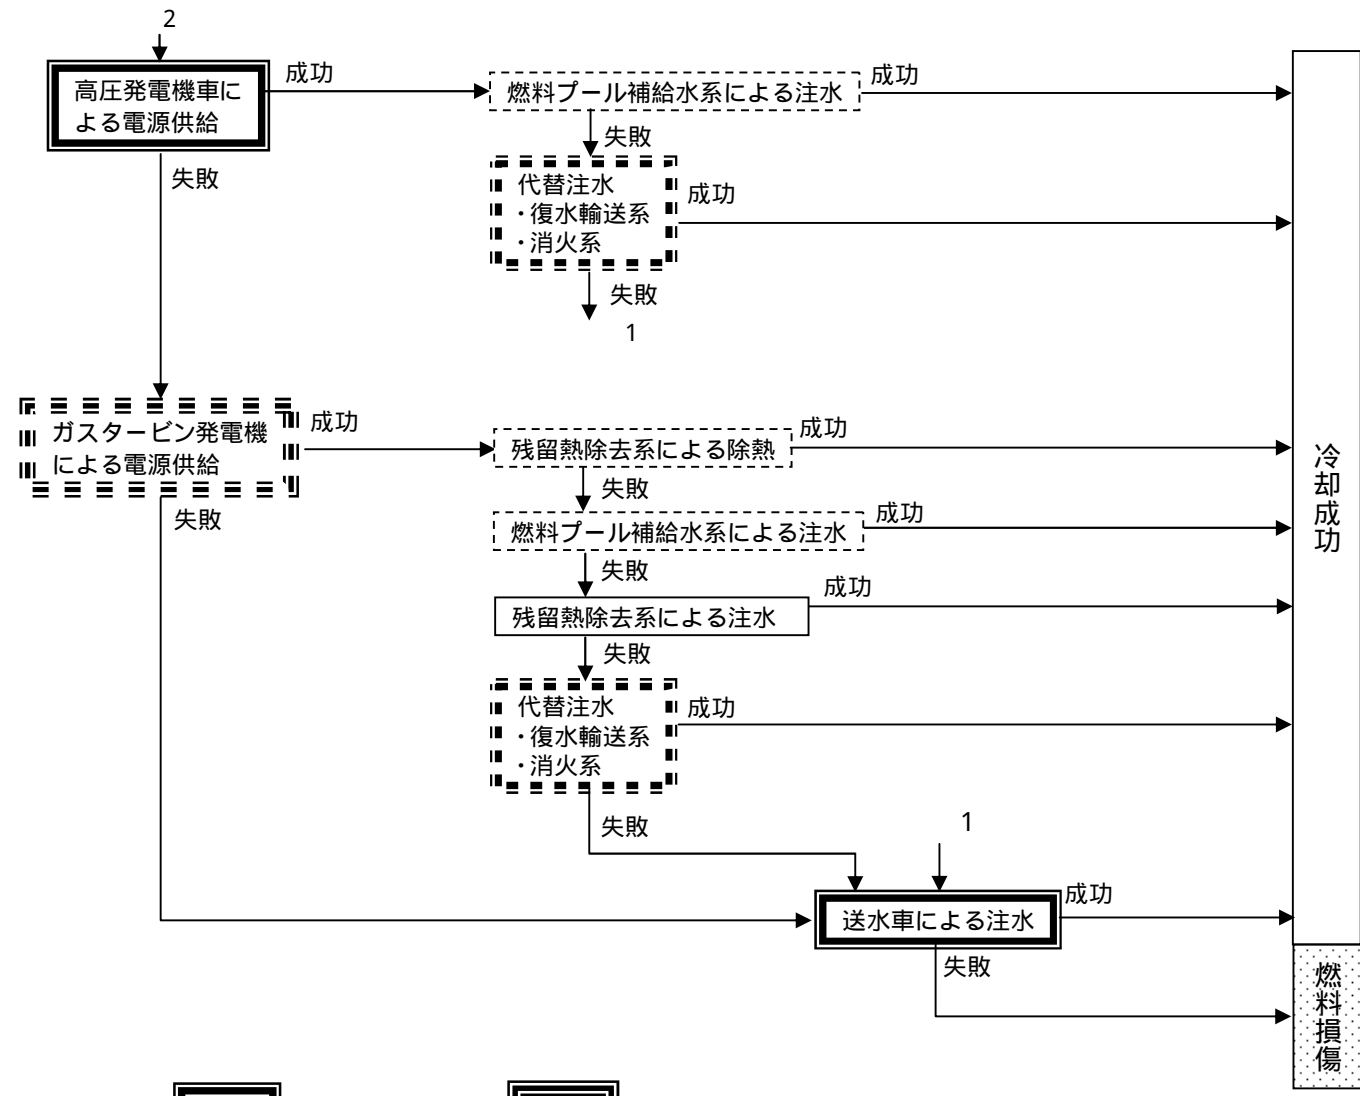 2
高圧発電機車に
よる電源供給
成功
燃料プール補給水系による注水
成功
失敗
失敗
代替注水
・復水輸送系
・消火系
成功
失敗
1
ガスタービン発電機
による電源供給
成功
残留熱除去系による除熱
成功
失敗
失敗
燃料プール補給水系による注水
成功
失敗
残留熱除去系による注水
成功
失敗
代替注水
・復水輸送系
・消火系
成功
失敗
1
送水車による注水
成功
失敗
冷却成功
燃料損傷